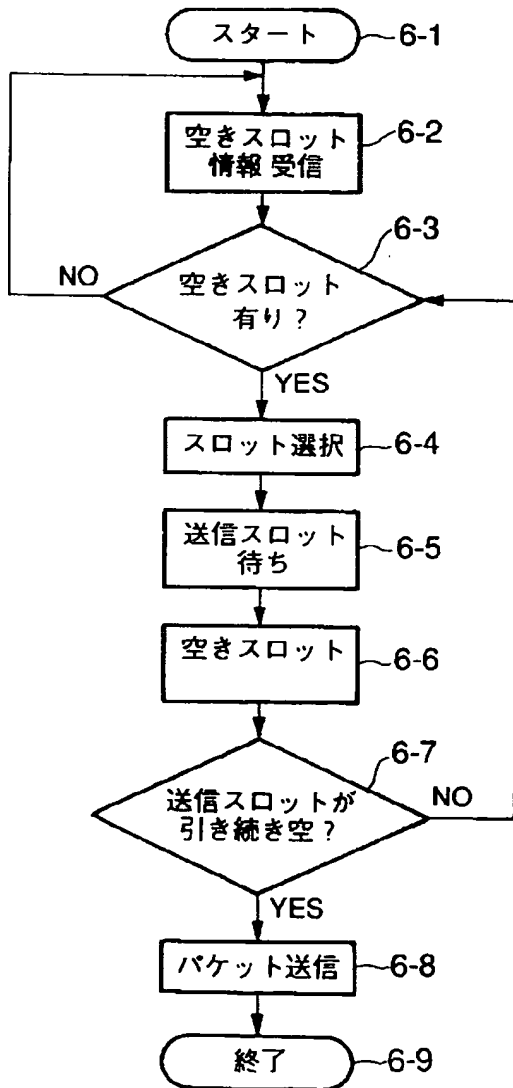 スタート
6-1
空きスロット
情報 受信
6-2
6-3
NO
空きスロット
有り？
YES
スロット選択
6-4
送信スロット
待ち
6-5
空きスロット
6-6
6-7
送信スロットが
引き続き空？
NO
YES
パケット送信
6-8
終了
6-9